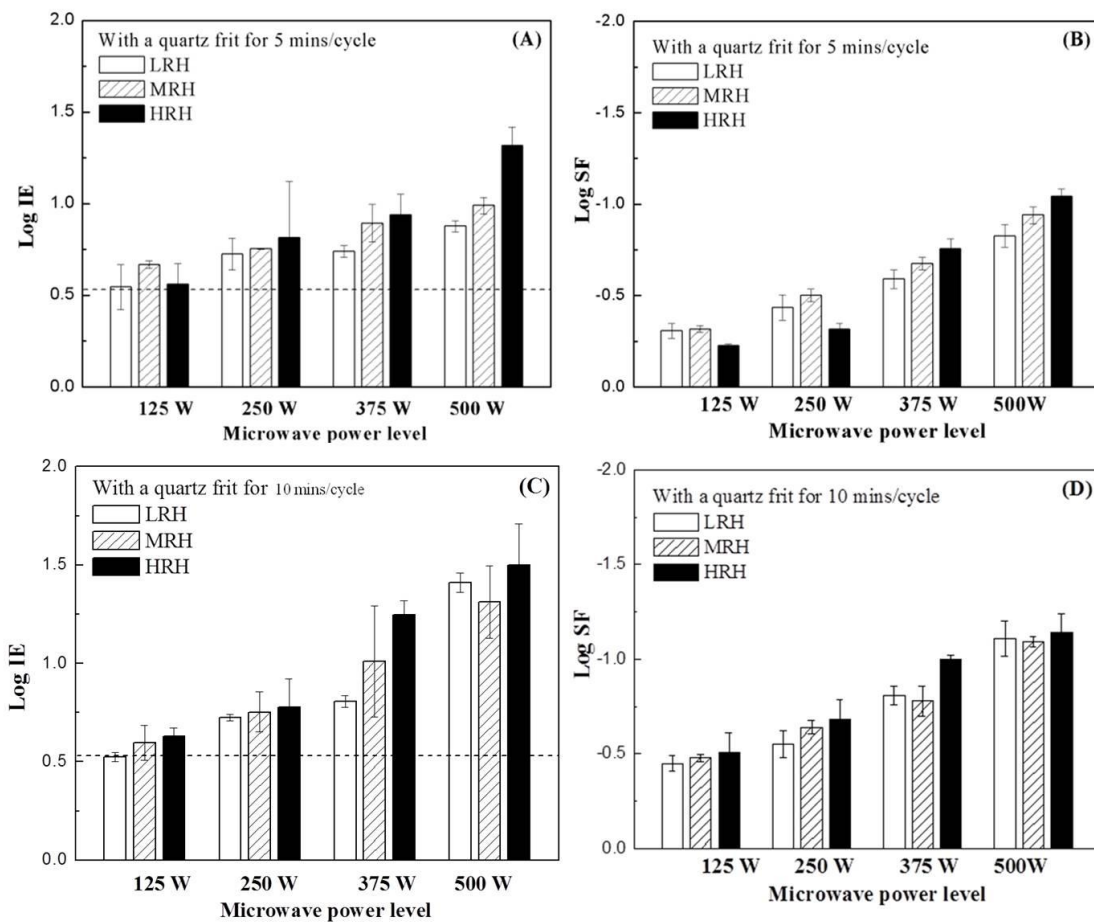 2.0
With a quartz frit for 5 mins/cycle
(A)
LRH
MRH
HRH
1.5
1.0
0.5
0.0
Log IE
125 W 250 W 375 W 500 W
Microwave power level
-2.0
With a quartz frit for 5 mins/cycle
(B)
LRH
MRH
HRH
-1.5
-1.0
-0.5
0.0
Log SF
125 W 250 W 375 W 500W
Microwave power level
2.0
With a quartz frit for 10 mins/cycle
(C)
LRH
MRH
HRH
1.5
1.0
0.5
0.0
Log IE
125 W 250 W 375 W 500 W
Microwave power level
-2.0
With a quartz frit for 10 mins/cycle
(D)
LRH
MRH
HRH
-1.5
-1.0
-0.5
0.0
Log SF
125 W 250 W 375 W 500W
Microwave power level